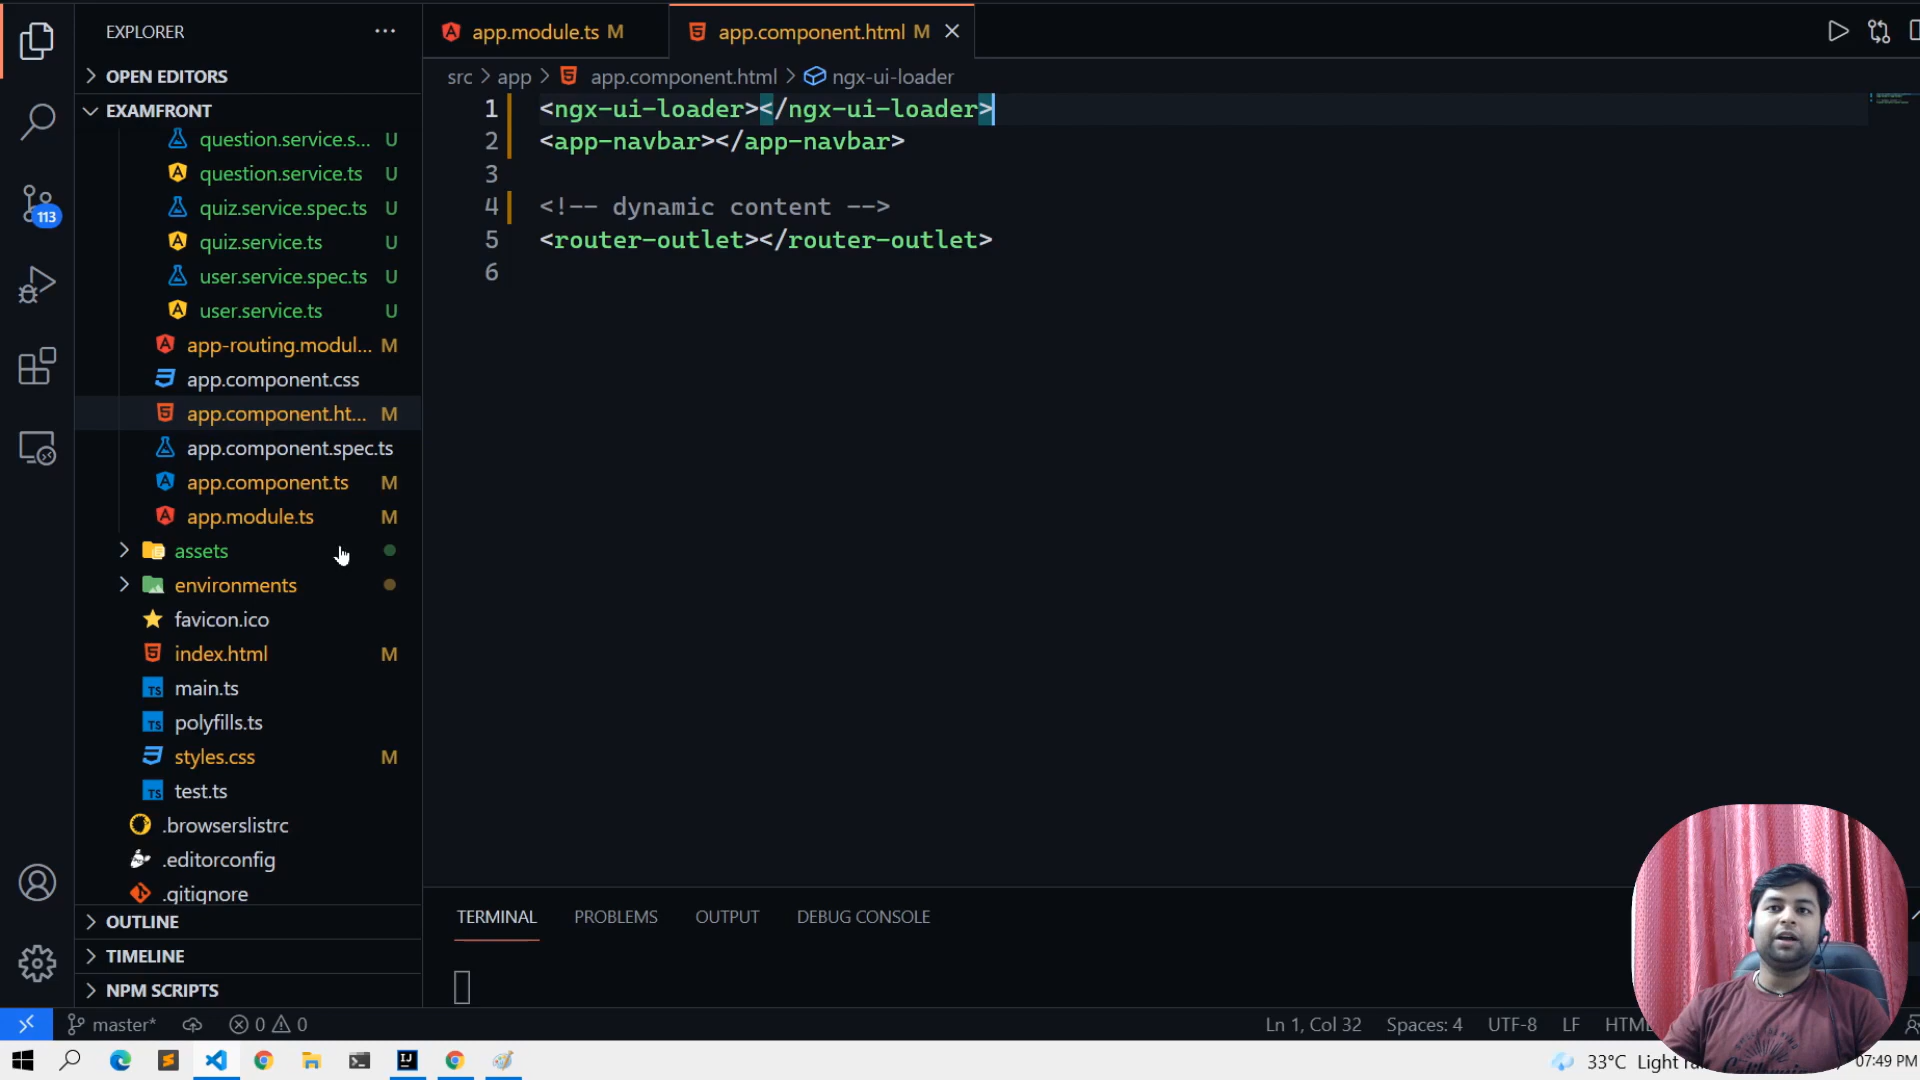 EXPLORER
OPEN EDITORS
EXAMFRONT
question.service.s... U
question.service.ts U
quiz.service.spec.ts U
quiz.service.ts U
user.service.spec.ts U
user.service.ts U
app-routing.modul... M
app.component.css
app.component.ht... M
app.component.spec.ts
app.component.ts M
app.module.ts M
assets
environments
favicon.ico
index.html M
main.ts
polyfills.ts
styles.css M
test.ts
.browserslistrc
.editorconfig
.gitignore
OUTLINE
TIMELINE
NPM SCRIPTS
113
app.module.ts M
app.component.html M
src > app > app.component.html > ngx-ui-loader
1 <ngx-ui-loader></ngx-ui-loader>
2 <app-navbar></app-navbar>
3
4 <!-- dynamic content -->
5 <router-outlet></router-outlet>
6
TERMINAL PROBLEMS OUTPUT DEBUG CONSOLE
master* 0 0 Ln 1, Col 32 Spaces: 4 UTF-8 LF
33°C Light 07:49 PM